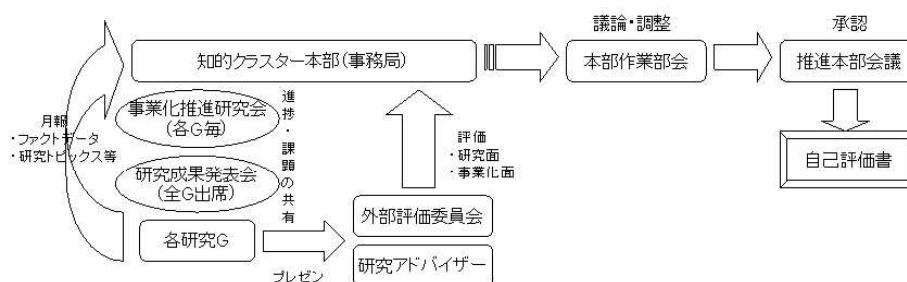 議論・調整
承認
知的クラスター本部(事務局)
本部作業部会
推進本部会議
月報
・ファクトデータ
・研究トピックス等
事業化推進研究会
(各G毎)
研究成果発表会
(全G出席)
進捗・課題の共有
評価
・研究面
・事業化面
自己評価書
各研究G
プレゼン
外部評価委員会
研究アドバイザー